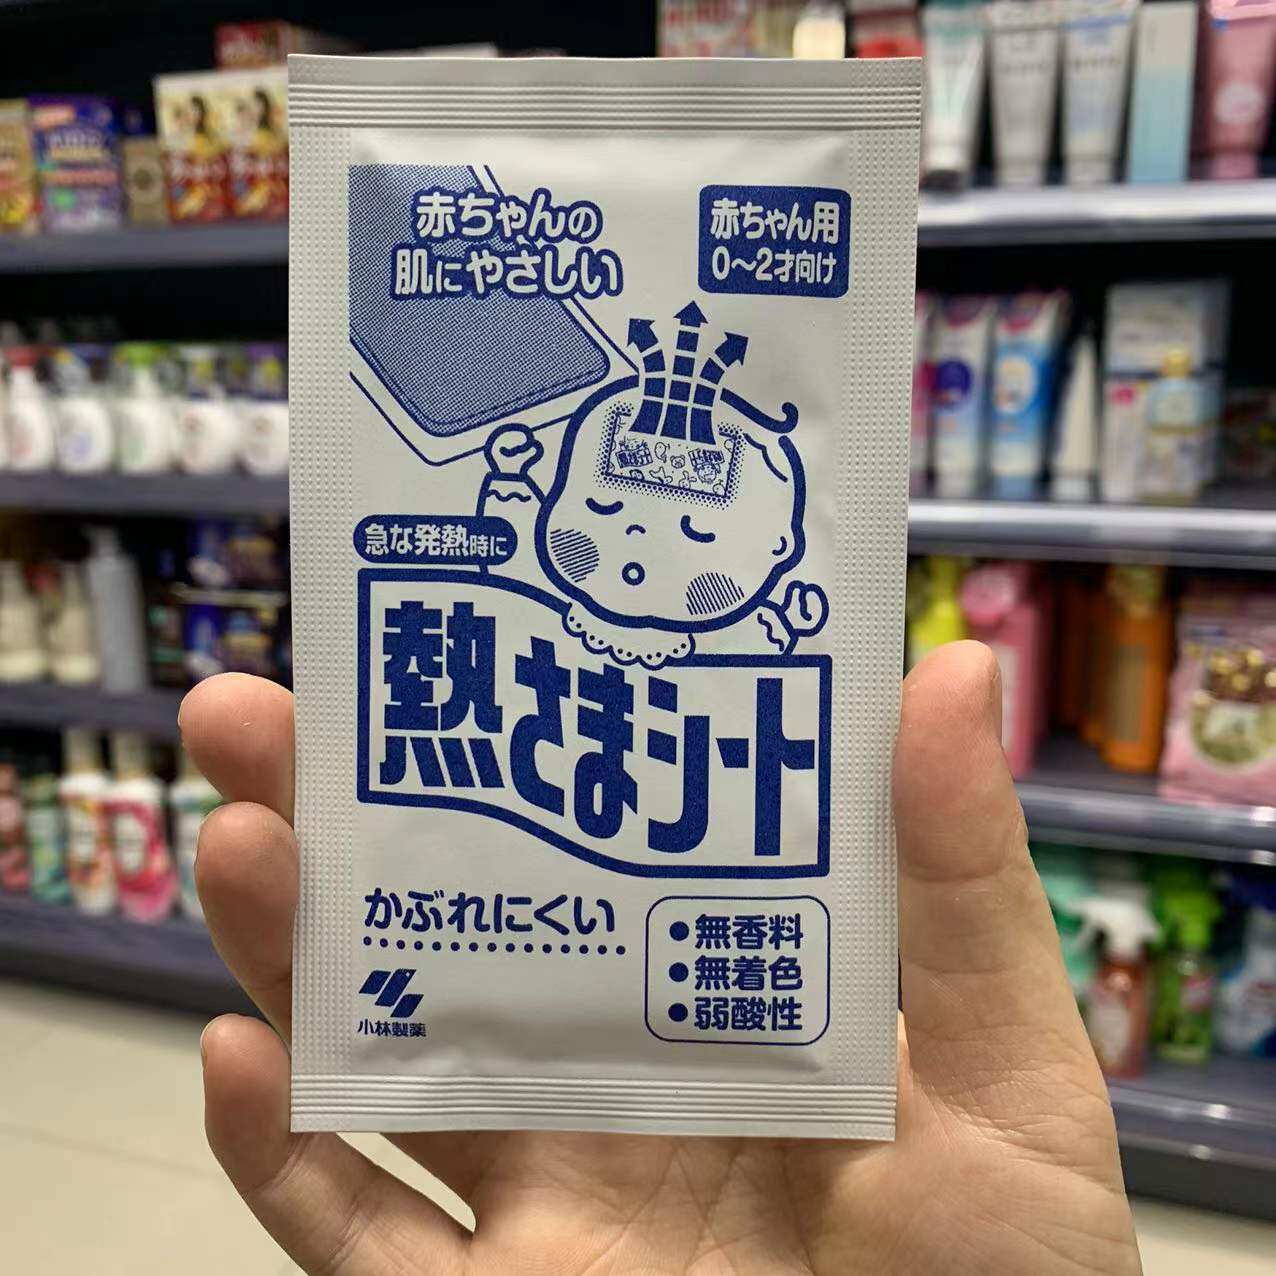 赤ちゃんの
肌にやさしい
赤ちゃん用
0〜2才向け
急な発熱時に
熱さまシート
かぶれにくい
●無香料
●無着色
●弱酸性
小林製薬